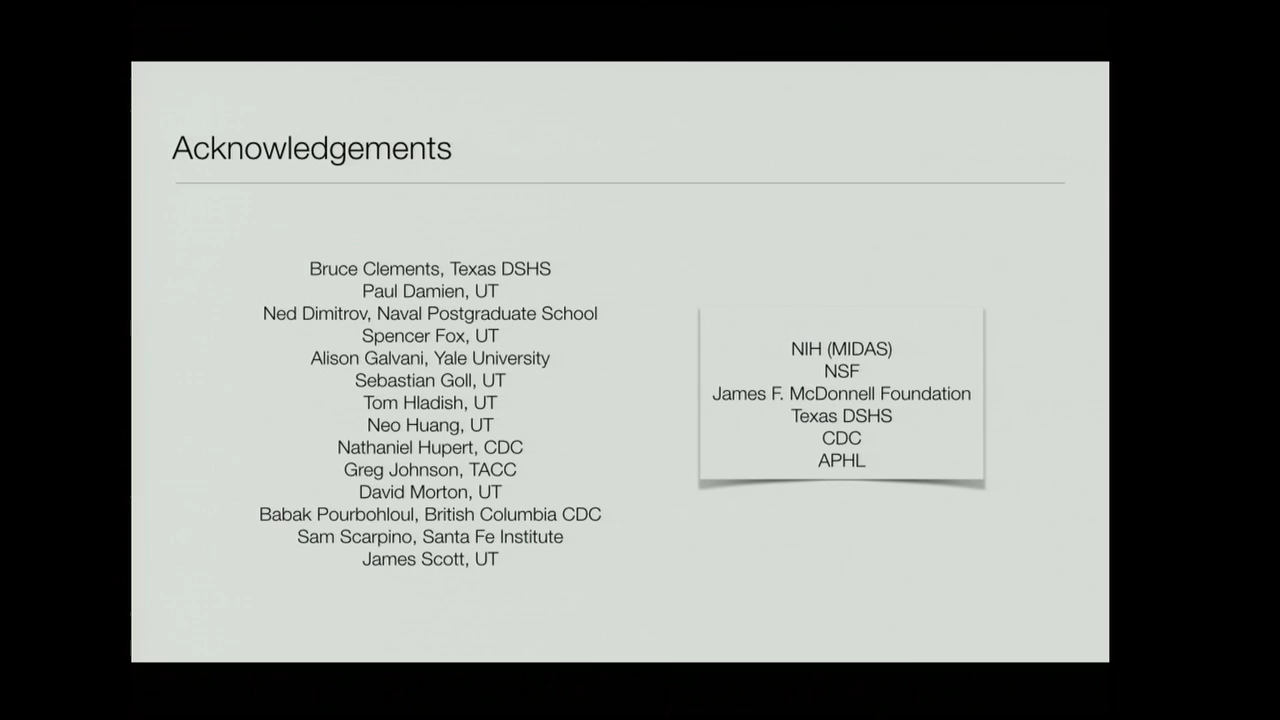 Acknowledgements
Bruce Clements, Texas DSHS
Paul Damien, UT
Ned Dimitrov, Naval Postgraduate School
Spencer Fox, UT
Alison Galvani, Yale University
Sebastian Goll, UT
Tom Hladish, UT
Neo Huang, UT
Nathaniel Hupert, CDC
Greg Johnson, TACC
David Morton, UT
Babak Pourbohloul, British Columbia CDC
Sam Scarpino, Santa Fe Institute
James Scott, UT
NIH (MIDAS)
NSF
James F. McDonnell Foundation
Texas DSHS
CDC
APHL